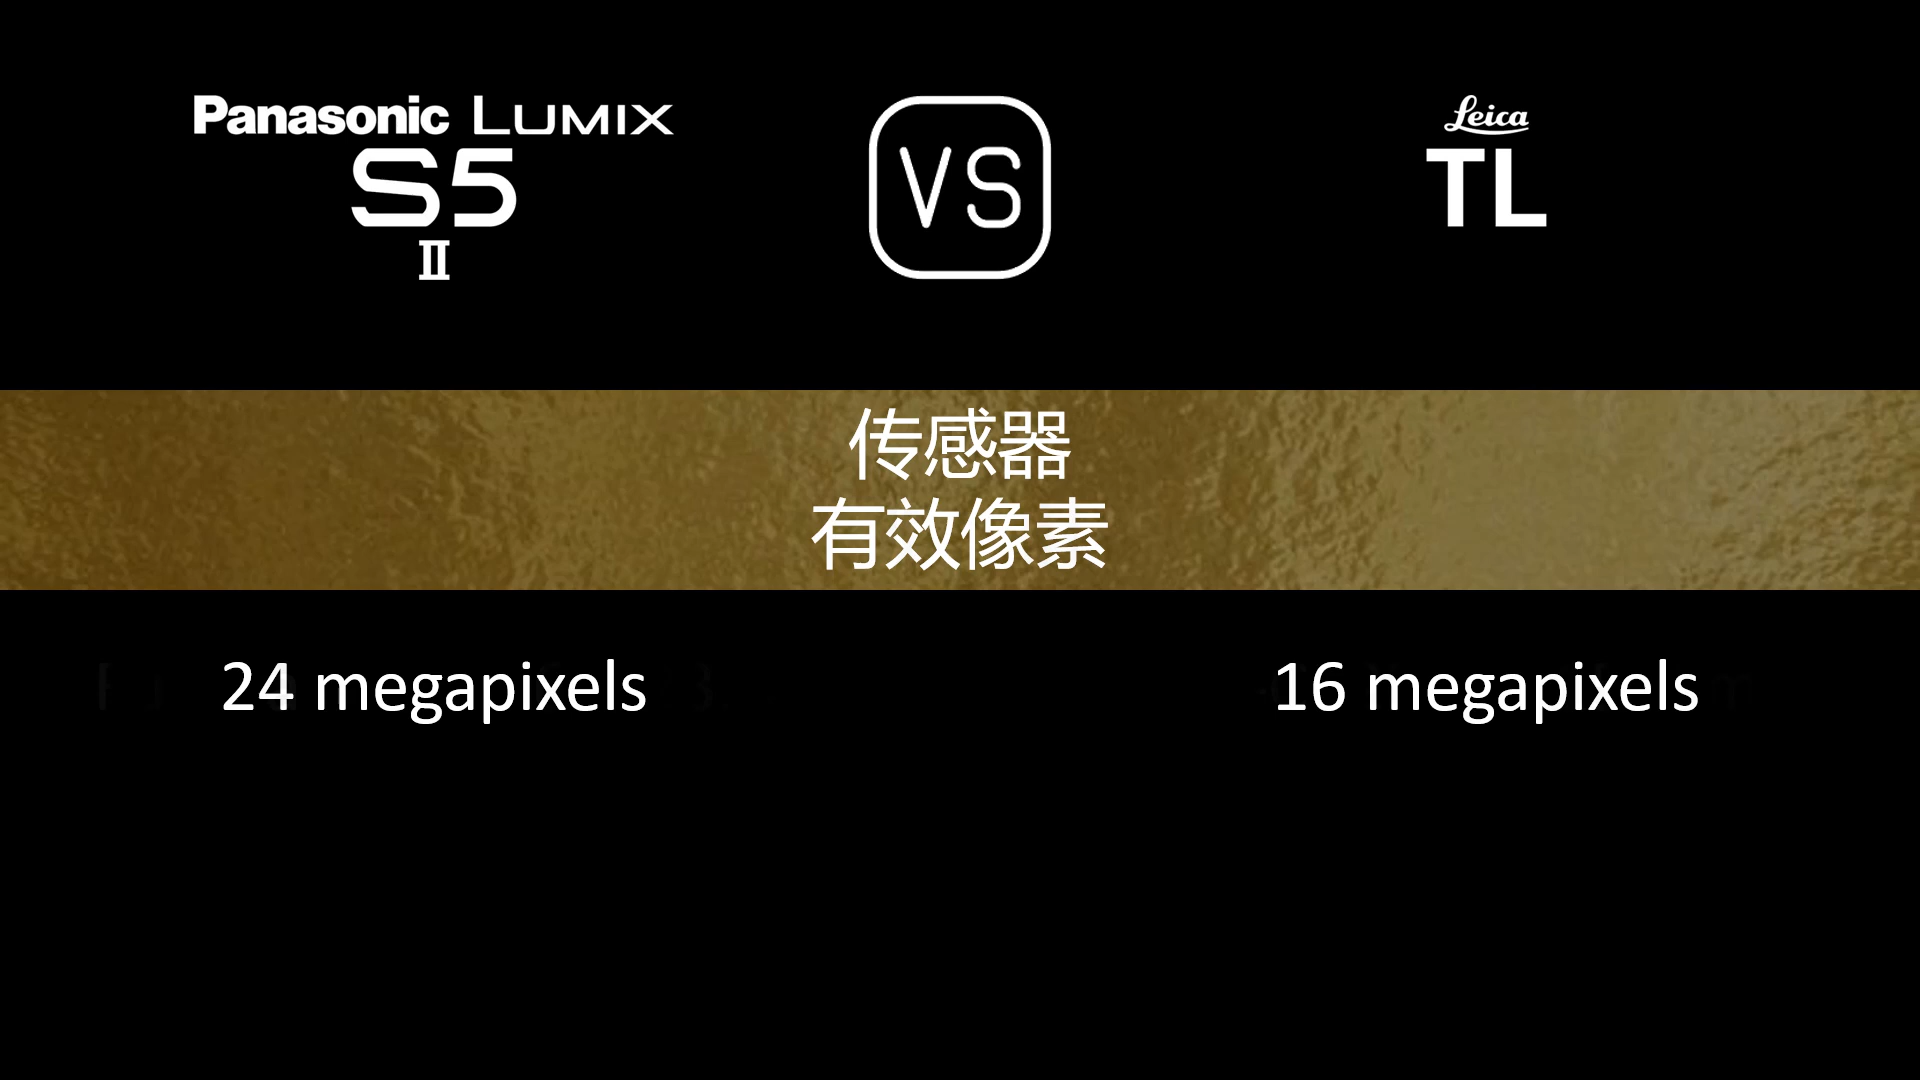 Panasonic LUMIX
S5
II
VS
Leica
TL
传感器
有效像素
24 megapixels
16 megapixels